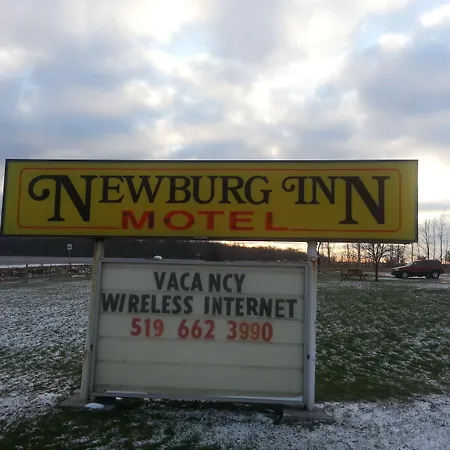 NEWBURG INN
MOTEL
VACANCY
WIRELESS INTERNET
519 662 3990